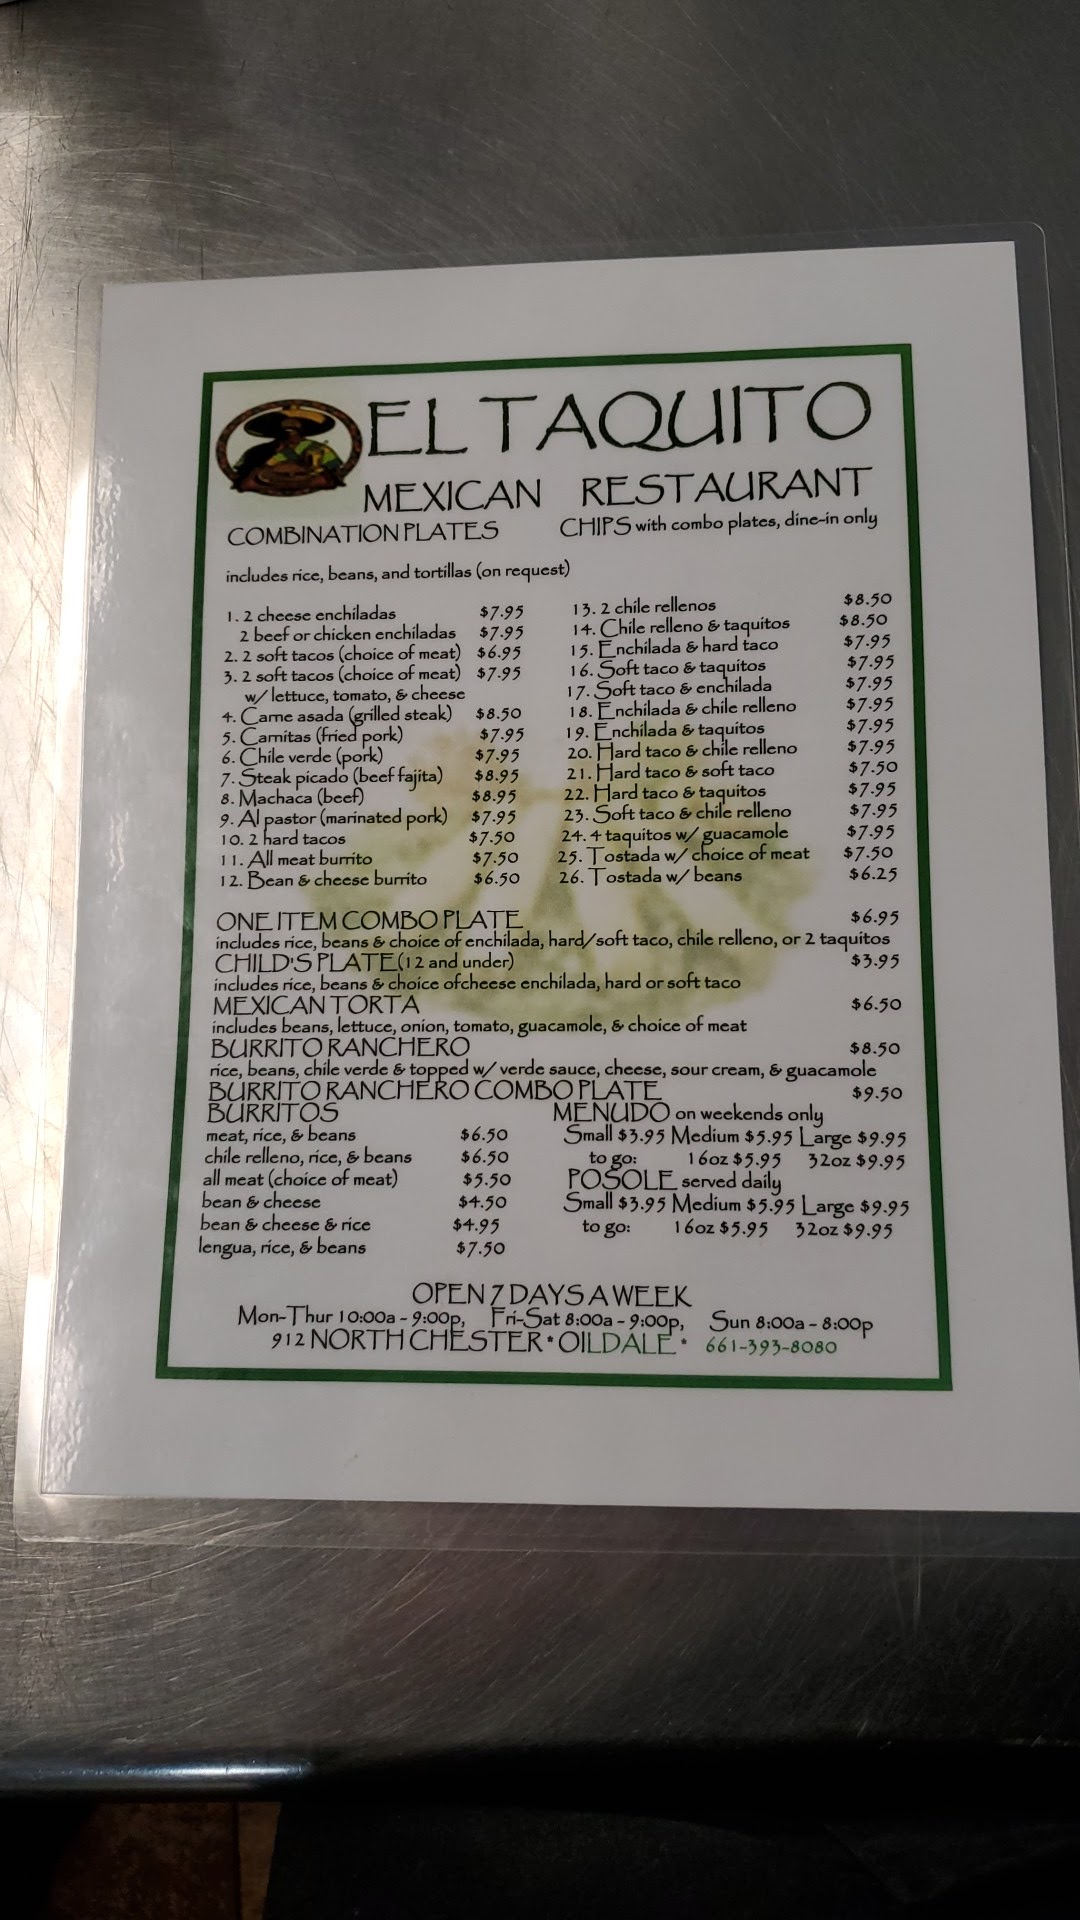 EL TAQUITO
MEXICAN RESTAURANT
COMBINATION PLATES
CHIPS with combo plates, dine-in only
includes rice, beans, and tortillas (on request)
1. 2 cheese enchiladas $7.95
2 beef or chicken enchiladas $7.95
2. 2 soft tacos (choice of meat) $6.95
3. 2 soft tacos (choice of meat) $7.95
w/ lettuce, tomato, & cheese
4. Carne asada (grilled steak) $8.50
5. Carnitas (fried pork) $7.95
6. Chile verde (pork) $7.95
7. Steak picado (beef fajita) $8.95
8. Machaca (beef) $8.95
9. Al pastor (marinated pork) $7.95
10. 2 hard tacos $7.50
11. All meat burrito $7.50
12. Bean & cheese burrito $6.50
13. 2 chile rellenos $8.50
14. Chile relleno & taquitos $8.50
15. Enchilada & hard taco $7.95
16. Soft taco & taquitos $7.95
17. Soft taco & enchilada $7.95
18. Enchilada & chile relleno $7.95
19. Enchilada & taquitos $7.95
20. Hard taco & chile relleno $7.95
21. Hard taco & soft taco $7.50
22. Hard taco & taquitos $7.95
23. Soft taco & chile relleno $7.95
24. 4 taquitos w/ guacamole $7.95
25. Tostada w/ choice of meat $7.50
26. Tostada w/ beans $6.25
ONE ITEM COMBO PLATE $6.95
includes rice, beans & choice of enchilada, hard/soft taco, chile relleno, or 2 taquitos
CHILD'S PLATE (12 and under) $3.95
includes rice, beans & choice ofcheese enchilada, hard or soft taco
MEXICAN TORTA $6.50
includes beans, lettuce, onion, tomato, guacamole, & choice of meat
BURRITO RANCHERO $8.50
rice, beans, chile verde & topped w/ verde sauce, cheese, sour cream, & guacamole
BURRITO RANCHERO COMBO PLATE $9.50
BURRITOS
meat, rice, & beans $6.50
chile relleno, rice, & beans $6.50
all meat (choice of meat) $5.50
bean & cheese $4.50
bean & cheese & rice $4.95
lengua, rice, & beans $7.50
MENUDO on weekends only
Small $3.95 Medium $5.95 Large $9.95
to go: 16oz $5.95 32oz $9.95
POSOLE served daily
Small $3.95 Medium $5.95 Large $9.95
to go: 16oz $5.95 32oz $9.95
OPEN 7 DAYS A WEEK
Mon-Thur 10:00a - 9:00p, Fri-Sat 8:00a - 9:00p, Sun 8:00a - 8:00p
912 NORTH CHESTER * OILDALE * 661-393-8080